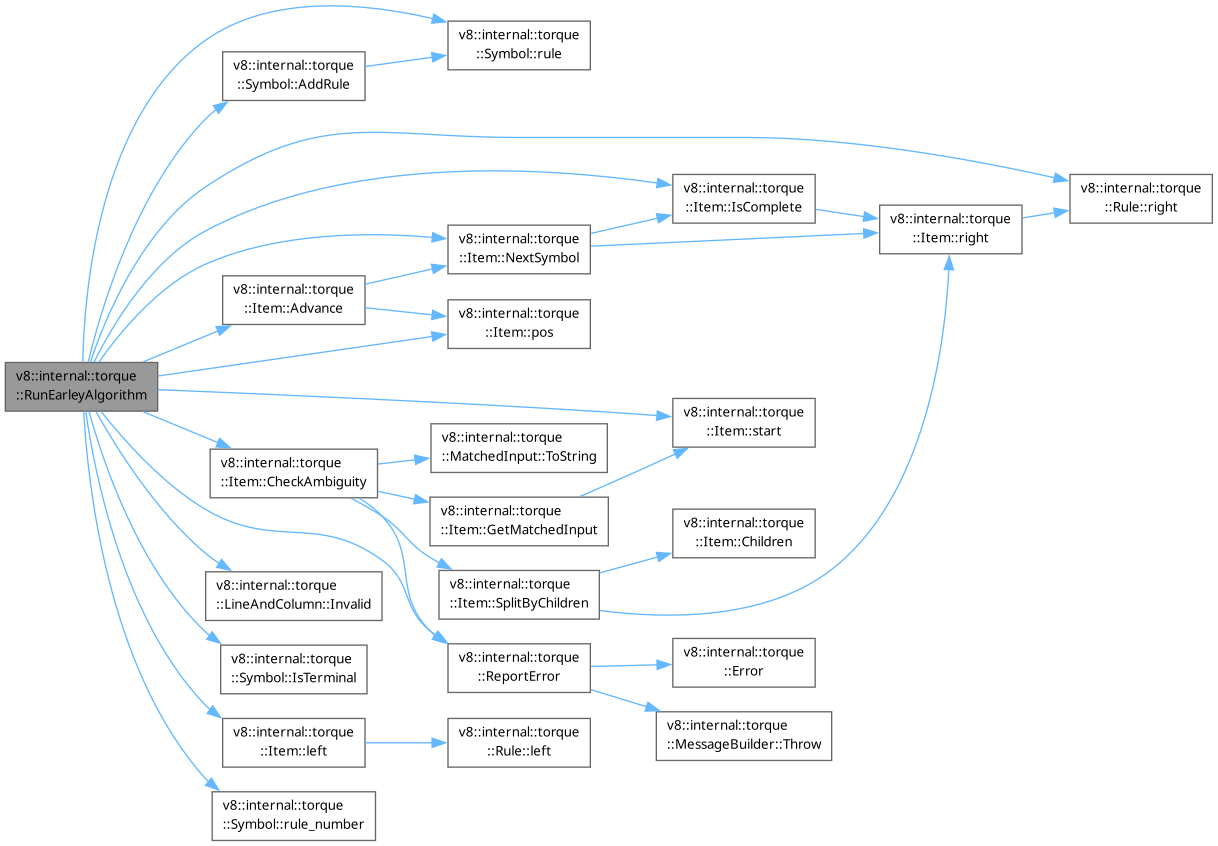 v8::internal::torque
::Symbol::rule
v8::internal::torque
::Symbol::AddRule
v8::internal::torque
::Item::IsComplete
v8::internal::torque
::Rule::right
v8::internal::torque
::Item::right
v8::internal::torque
::Item::NextSymbol
v8::internal::torque
::Item::Advance
v8::internal::torque
::Item::pos
v8::internal::torque
::RunEarleyAlgorithm
v8::internal::torque
::Item::start
v8::internal::torque
::MatchedInput::ToString
v8::internal::torque
::Item::CheckAmbiguity
v8::internal::torque
::Item::GetMatchedInput
v8::internal::torque
::Item::Children
v8::internal::torque
::LineAndColumn::Invalid
v8::internal::torque
::Item::SplitByChildren
v8::internal::torque
::Symbol::IsTerminal
v8::internal::torque
::ReportError
v8::internal::torque
::Error
v8::internal::torque
::MessageBuilder::Throw
v8::internal::torque
::Item::left
v8::internal::torque
::Rule::left
v8::internal::torque
::Symbol::rule_number